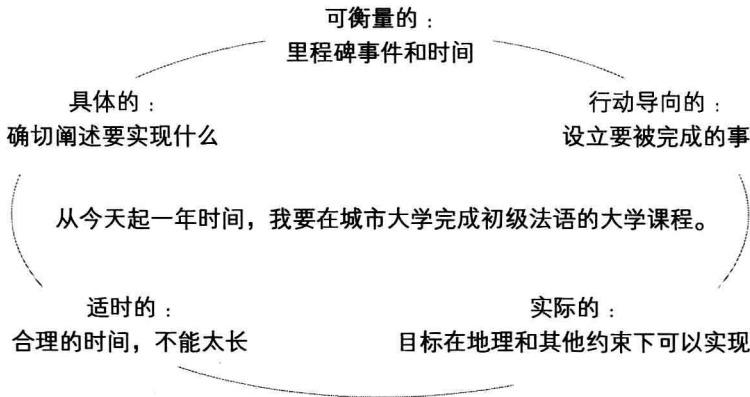 可衡量的：
里程碑事件和时间
具体的：
确切阐述要实现什么
行动导向的：
设立要被完成的事
从今天起一年时间，我要在城市大学完成初级法语的大学课程。
适时的：
合理的时间，不能太长
实际的：
目标在地理和其他约束下可以实现